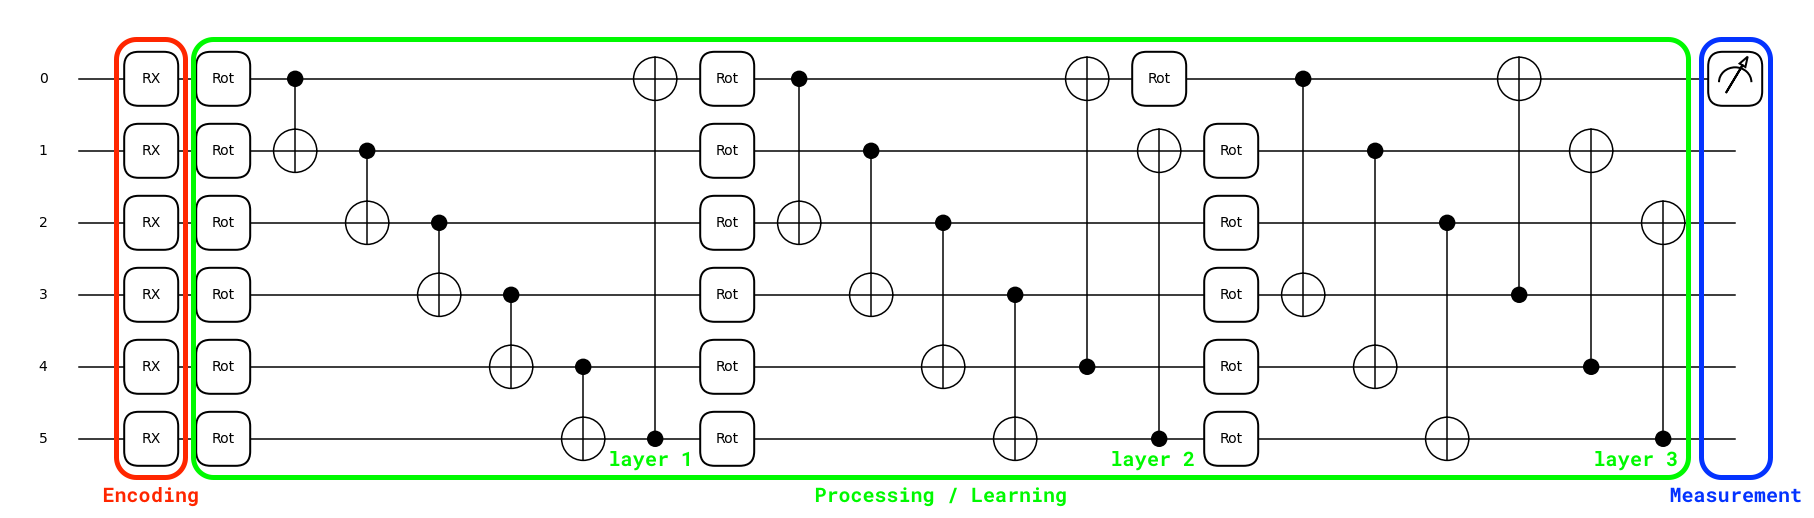 0 RX Rot Rot Rot
1 RX Rot Rot Rot
2 RX Rot Rot Rot
3 RX Rot Rot Rot
4 RX Rot Rot Rot
5 RX Rot Rot Rot
layer 1 layer 2 layer 3
Encoding Processing / Learning Measurement